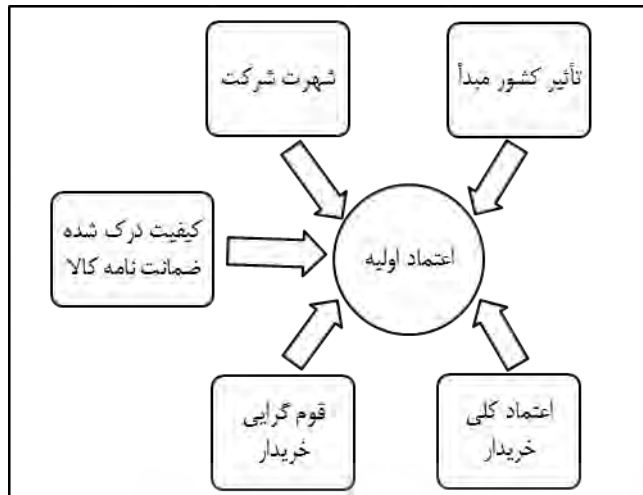 تأثیر کشور مبدأ
شهرت شرکت
کیفیت درک شده
ضمانت نامه کالا
اعتماد اولیه
اعتماد کلی
خریدار
قوم گرایی
خریدار